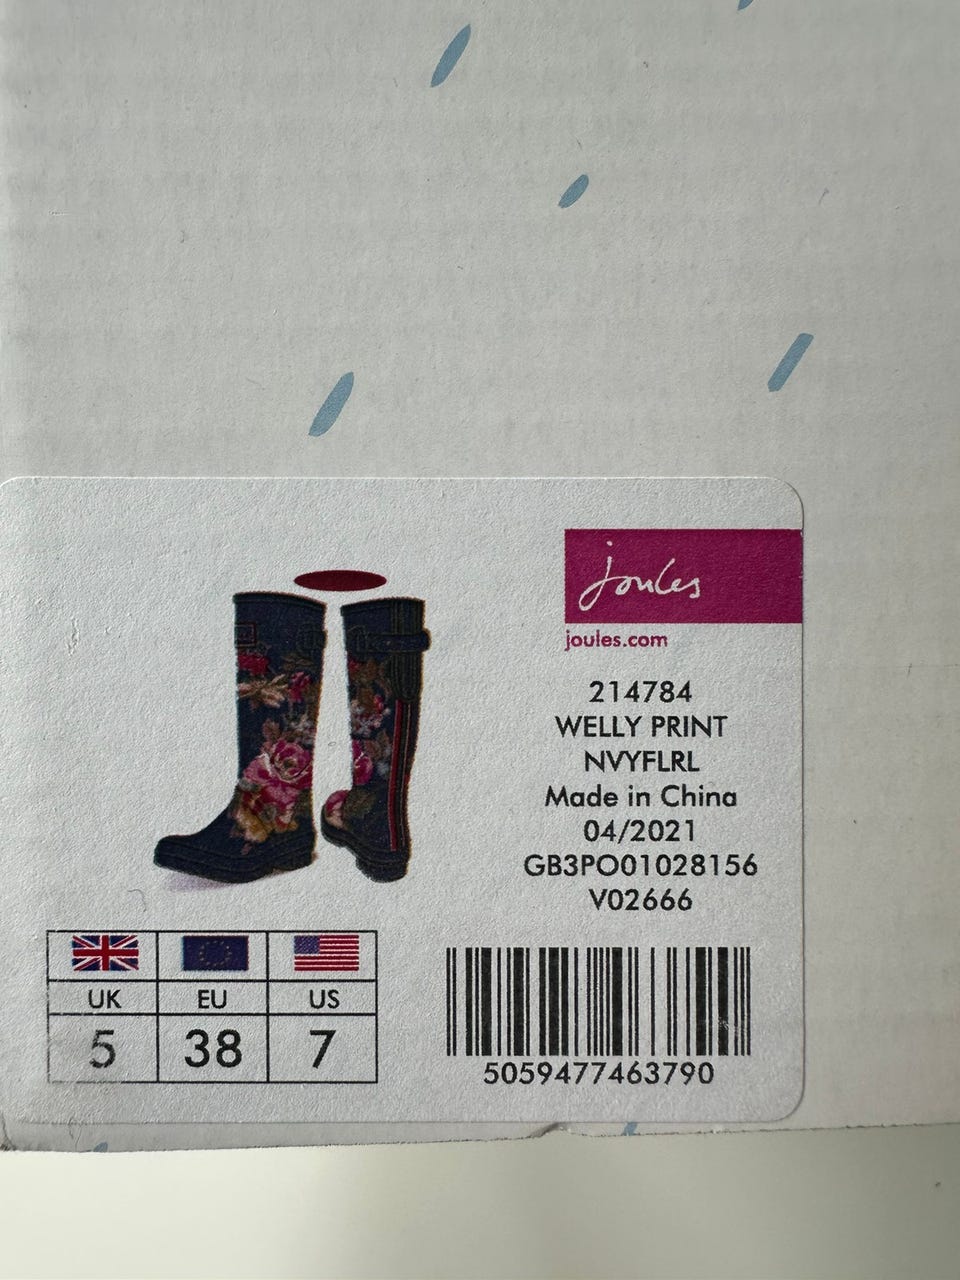 joules
joules.com
214784
WELLY PRINT
NVYFLRL
Made in China
04/2021
GB3PO01028156
V02666
UK EU US
5 38 7
5059477463790